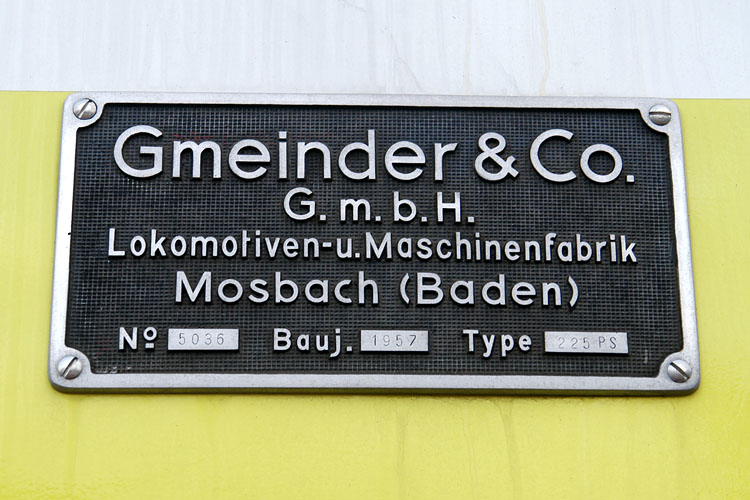 Gmeinder & Co.
G.m.b.H.
Lokomotiven-u.Maschinenfabrik
Mosbach (Baden)
Nº 5036 Bauj. 1957 Type 225 PS